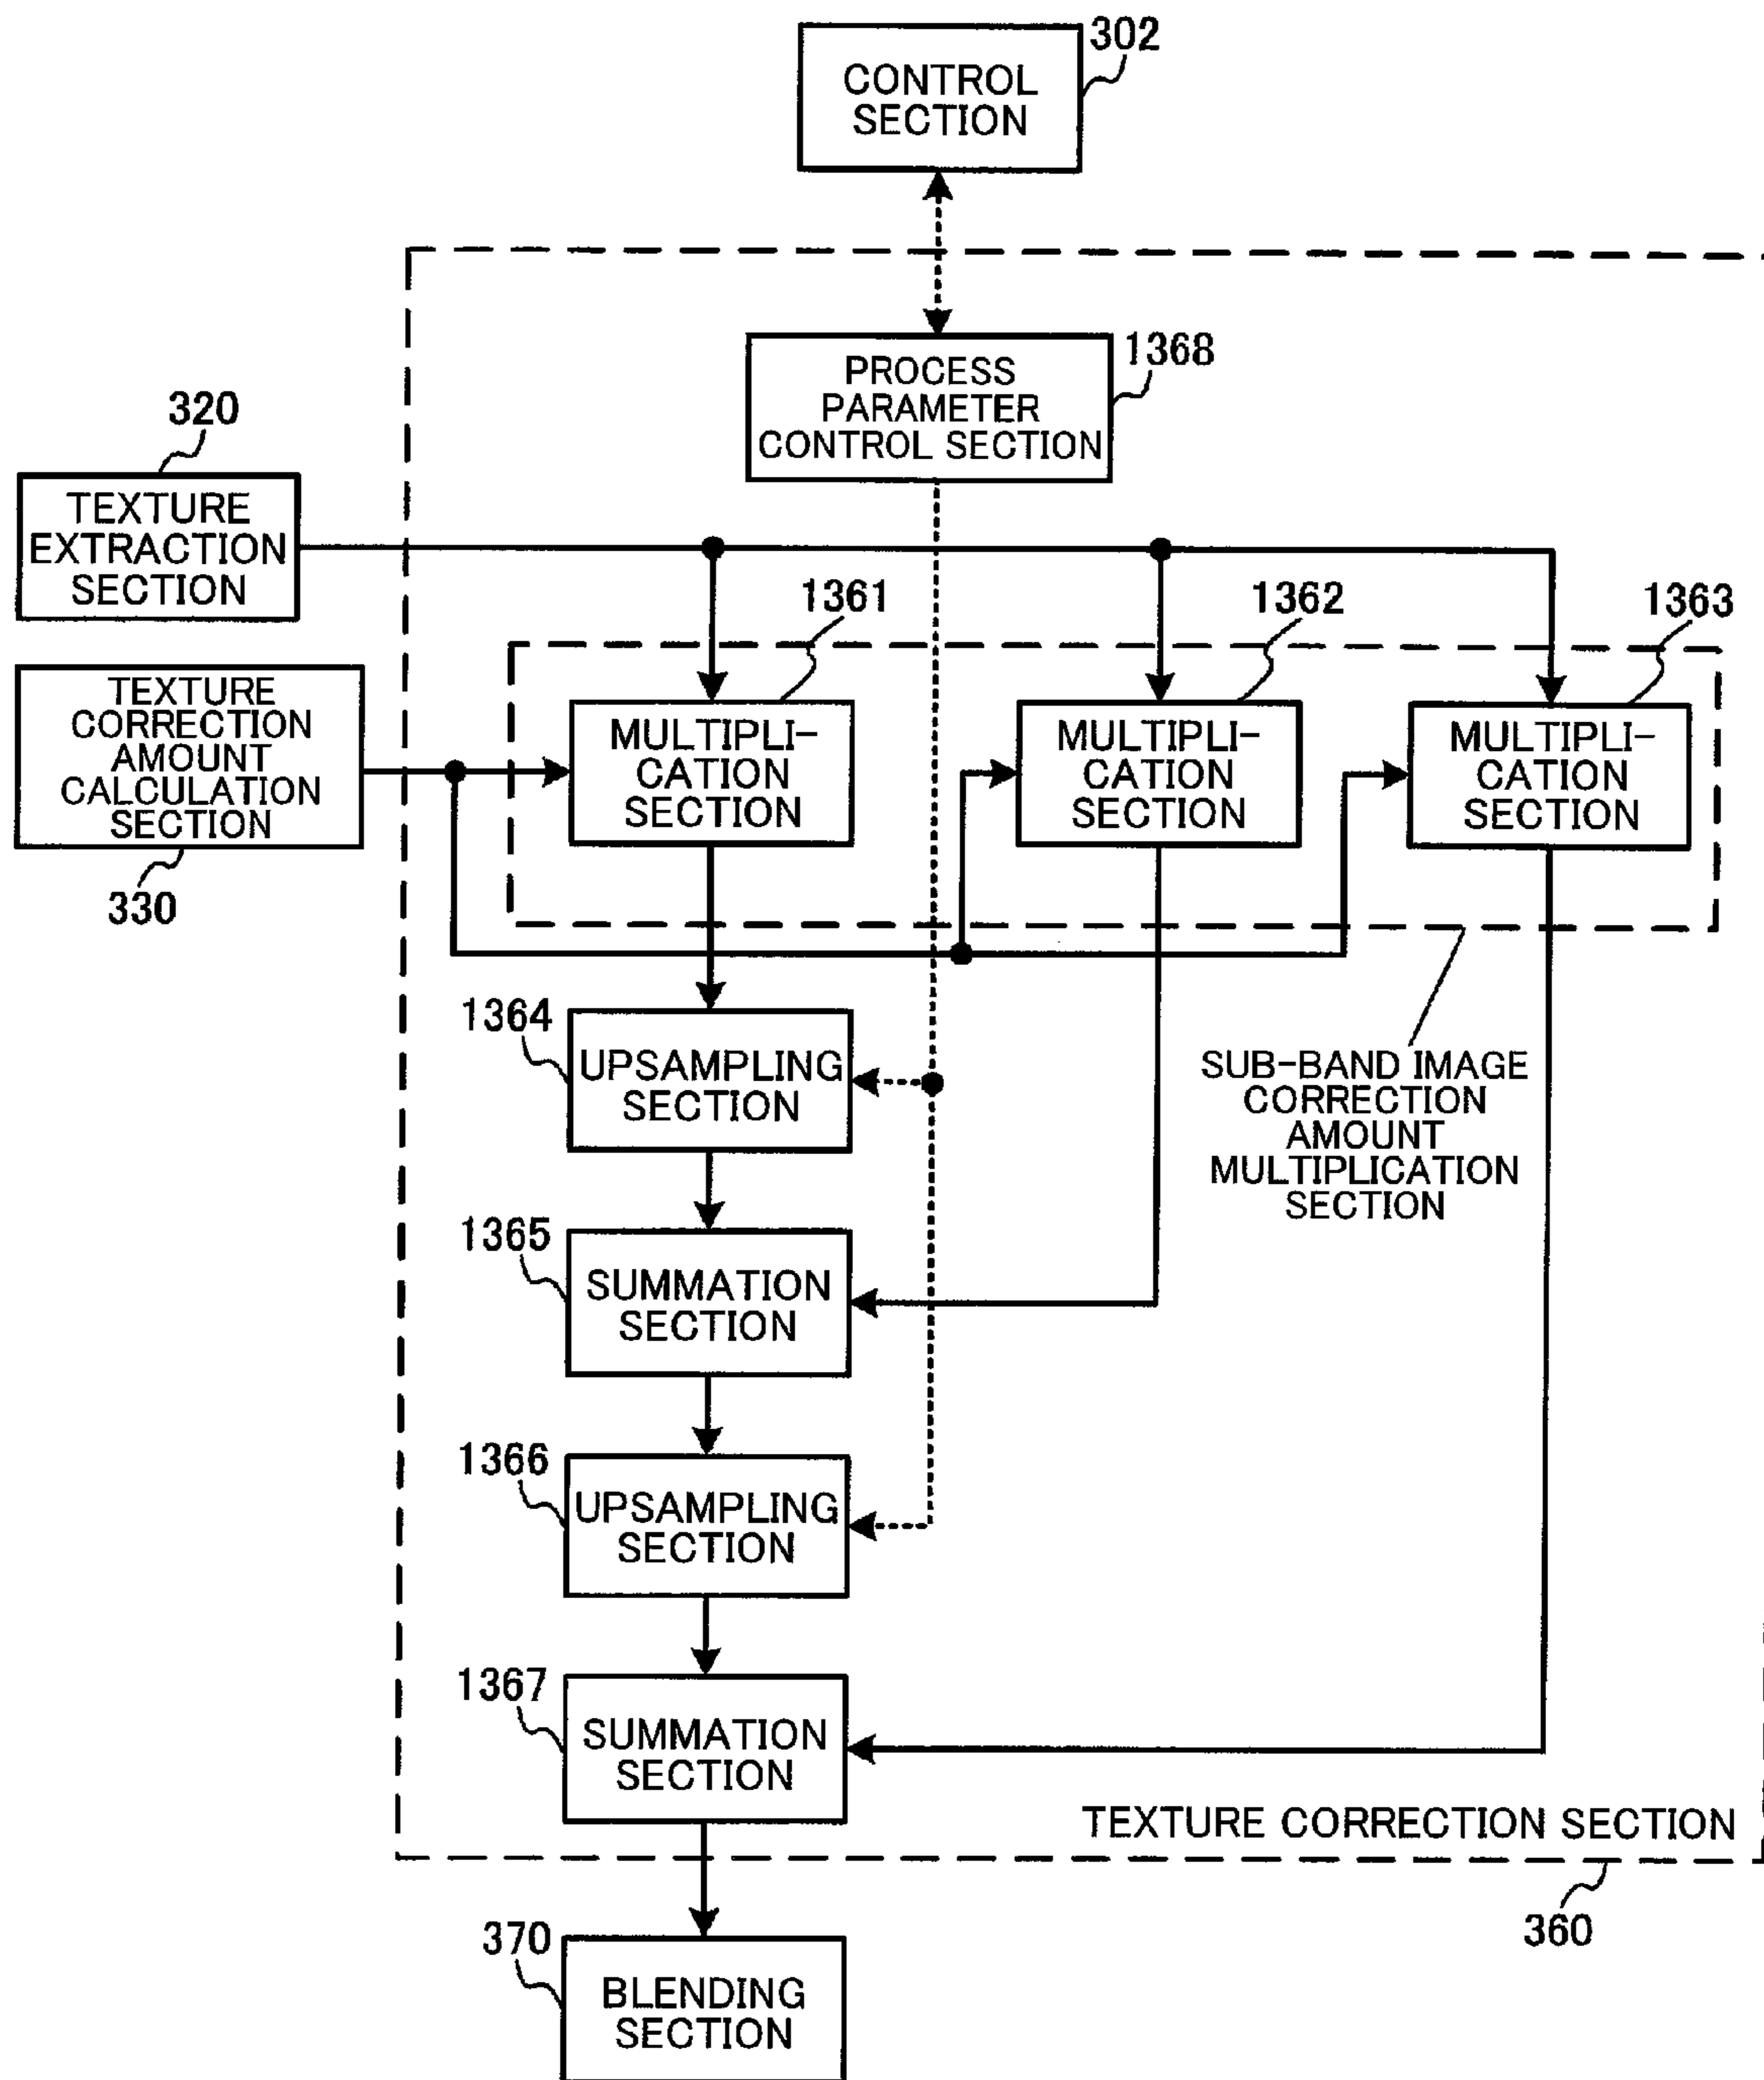 302
CONTROL
SECTION
1368
PROCESS
PARAMETER
CONTROL SECTION
320
TEXTURE
EXTRACTION
SECTION
1361
1362
1363
TEXTURE
CORRECTION
AMOUNT
CALCULATION
SECTION
330
MULTIPLI-
CATION
SECTION
MULTIPLI-
CATION
SECTION
MULTIPLI-
CATION
SECTION
1364
UPSAMPLING
SECTION
SUB-BAND IMAGE
CORRECTION
AMOUNT
MULTIPLICATION
SECTION
1365
SUMMATION
SECTION
1366
UPSAMPLING
SECTION
1367
SUMMATION
SECTION
TEXTURE CORRECTION SECTION
360
370
BLENDING
SECTION